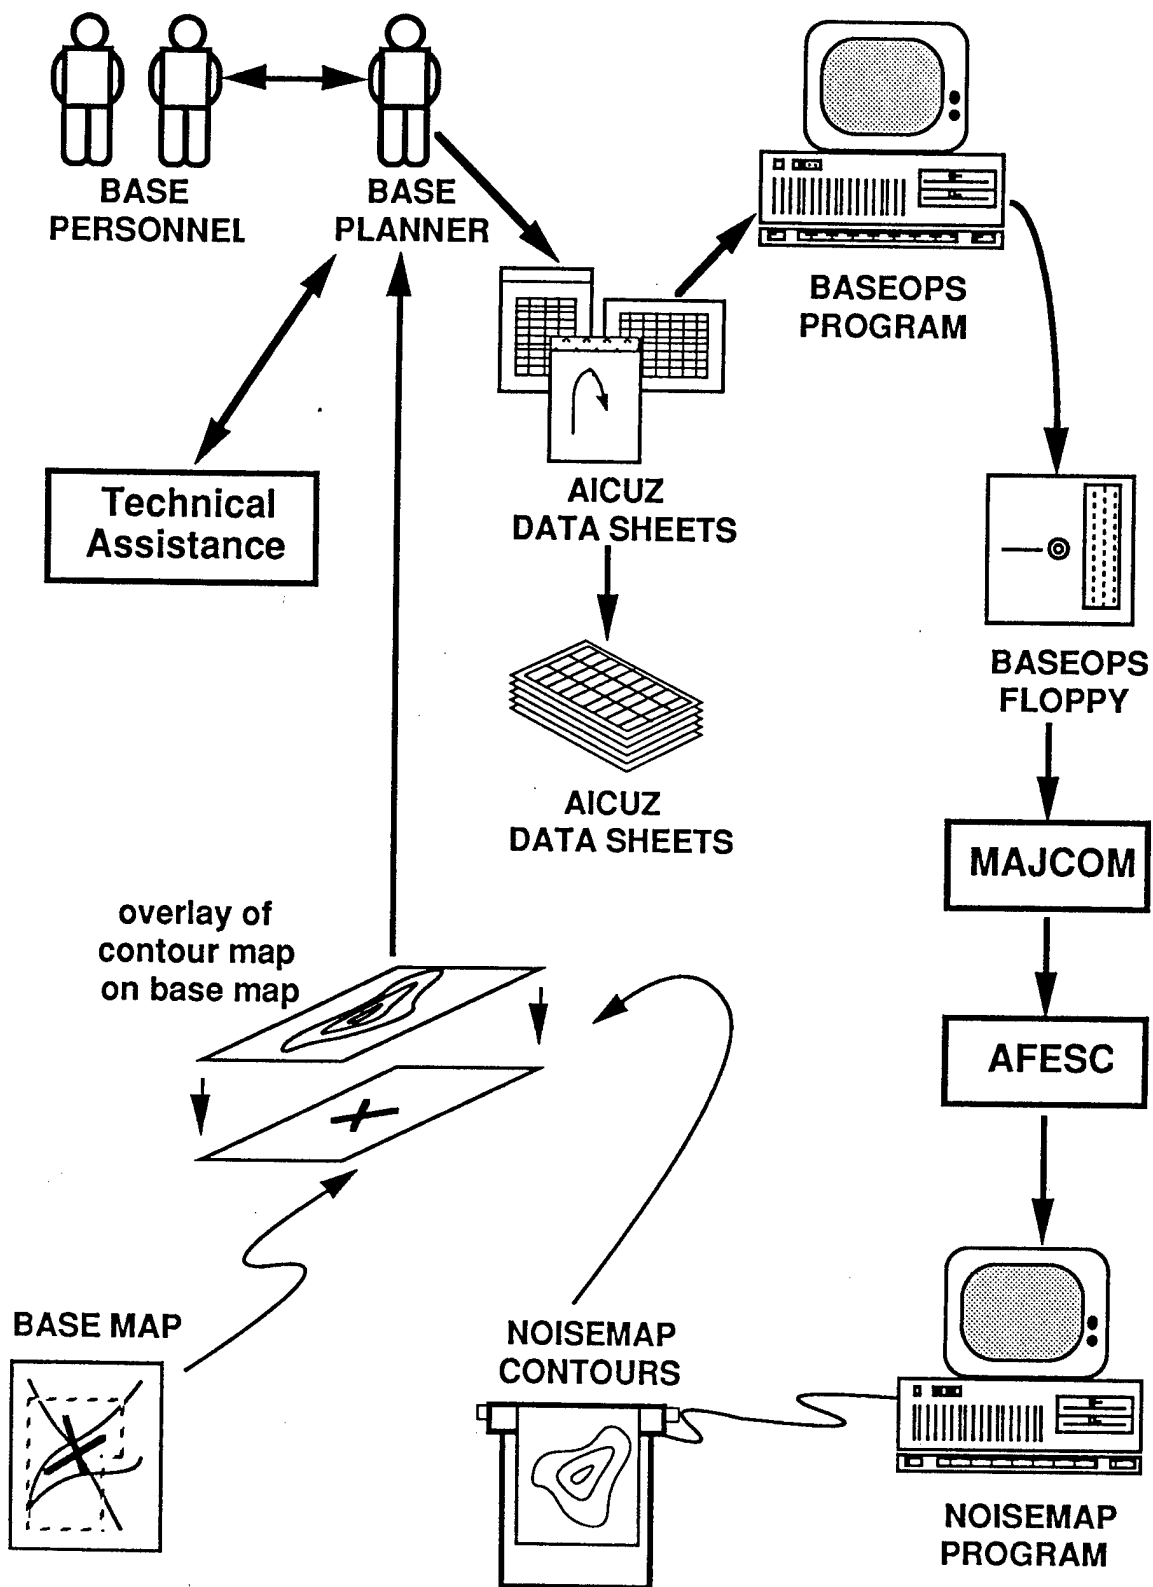 BASE
PERSONNEL
BASE
PLANNER
BASEOPS
PROGRAM
Technical
Assistance
AICUZ
DATA SHEETS
BASEOPS
FLOPPY
AICUZ
DATA SHEETS
MAJCOM
overlay of
contour map
on base map
AFESC
BASE MAP
NOISEMAP
CONTOURS
NOISEMAP
PROGRAM